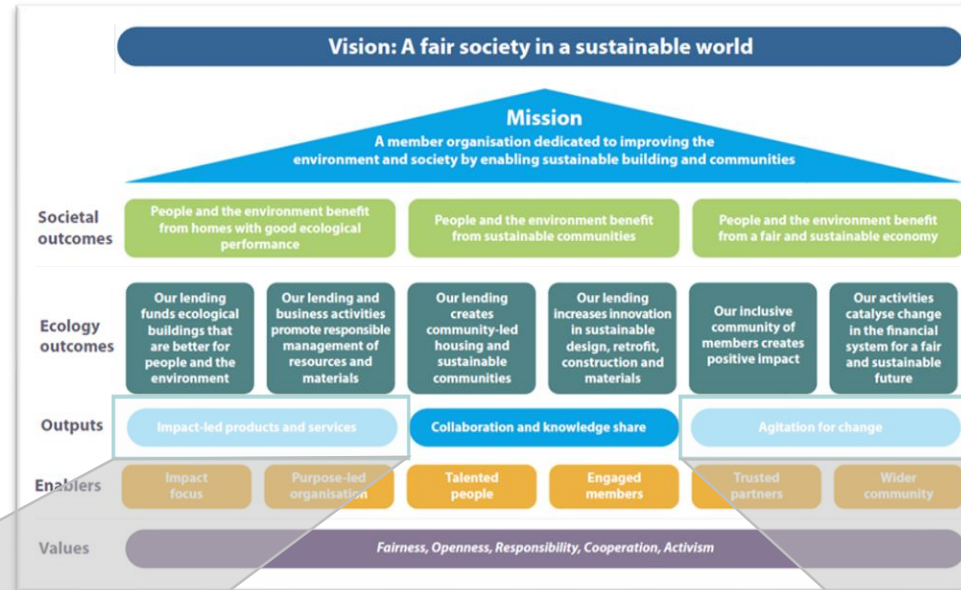 Vision: A fair society in a sustainable world
Mission
A member organisation dedicated to improving the
environment and society by enabling sustainable building and communities
Societal
outcomes
People and the environment benefit
from homes with good ecological
performance
People and the environment benefit
from sustainable communities
People and the environment benefit
from a fair and sustainable economy
Ecology
outcomes
Our lending
funds ecological
buildings that
are better for
people and the
environment
Our lending and
business activities
promote responsible
management of
resources and
materials
Our lending
creates
community-led
housing and
sustainable
communities
Our lending
increases innovation
in sustainable
design, retrofit,
construction and
materials
Our inclusive
community of
members creates
positive impact
Our activities
catalyse change
in the financial
system for a fair
and sustainable
future
Outputs
Impact-led products and services
Collaboration and knowledge share
Agitation for change
Enablers
Impact
focus
Purpose-led
organisation
Talented
people
Engaged
members
Trusted
partners
Wider
community
Values
Fairness, Openness, Responsibility, Cooperation, Activism